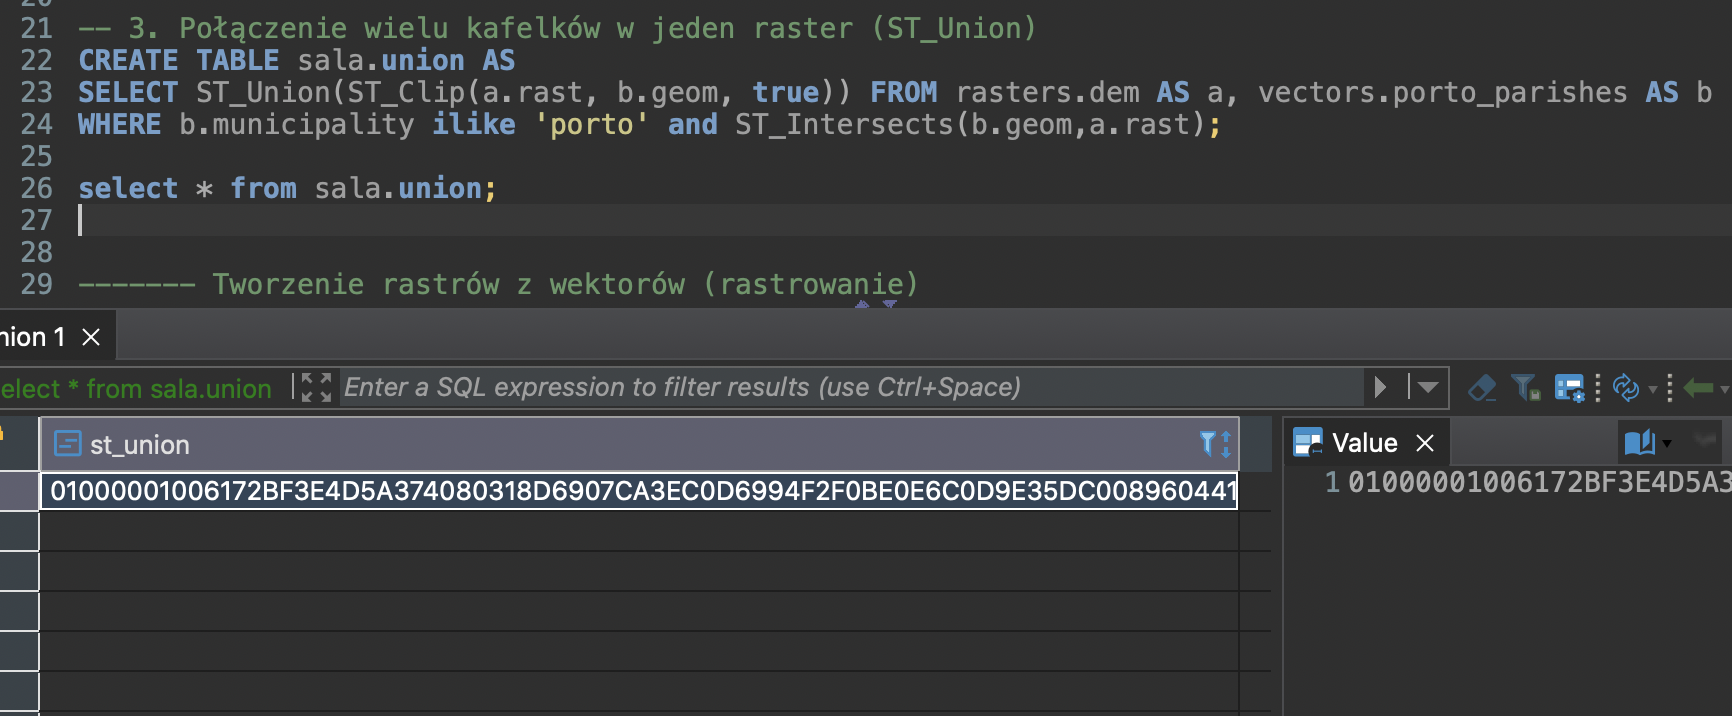 20
21 -- 3. Połączenie wielu kafelków w jeden raster (ST_Union)
22 CREATE TABLE sala.union AS
23 SELECT ST_Union(ST_Clip(a.rast, b.geom, true)) FROM rasters.dem AS a, vectors.porto_parishes AS b
24 WHERE b.municipality ilike 'porto' and ST_Intersects(b.geom,a.rast);
25
26 select * from sala.union;
27
28
29 ------- Tworzenie rastrów z wektorów (rastrowanie)
nion 1
elect * from sala.union Enter a SQL expression to filter results (use Ctrl+Space)
st_union
Value
01000001006172BF3E4D5A374080318D6907CA3EC0D6994F2F0BE0E6C0D9E35DC008960441
1 01000001006172BF3E4D5A3